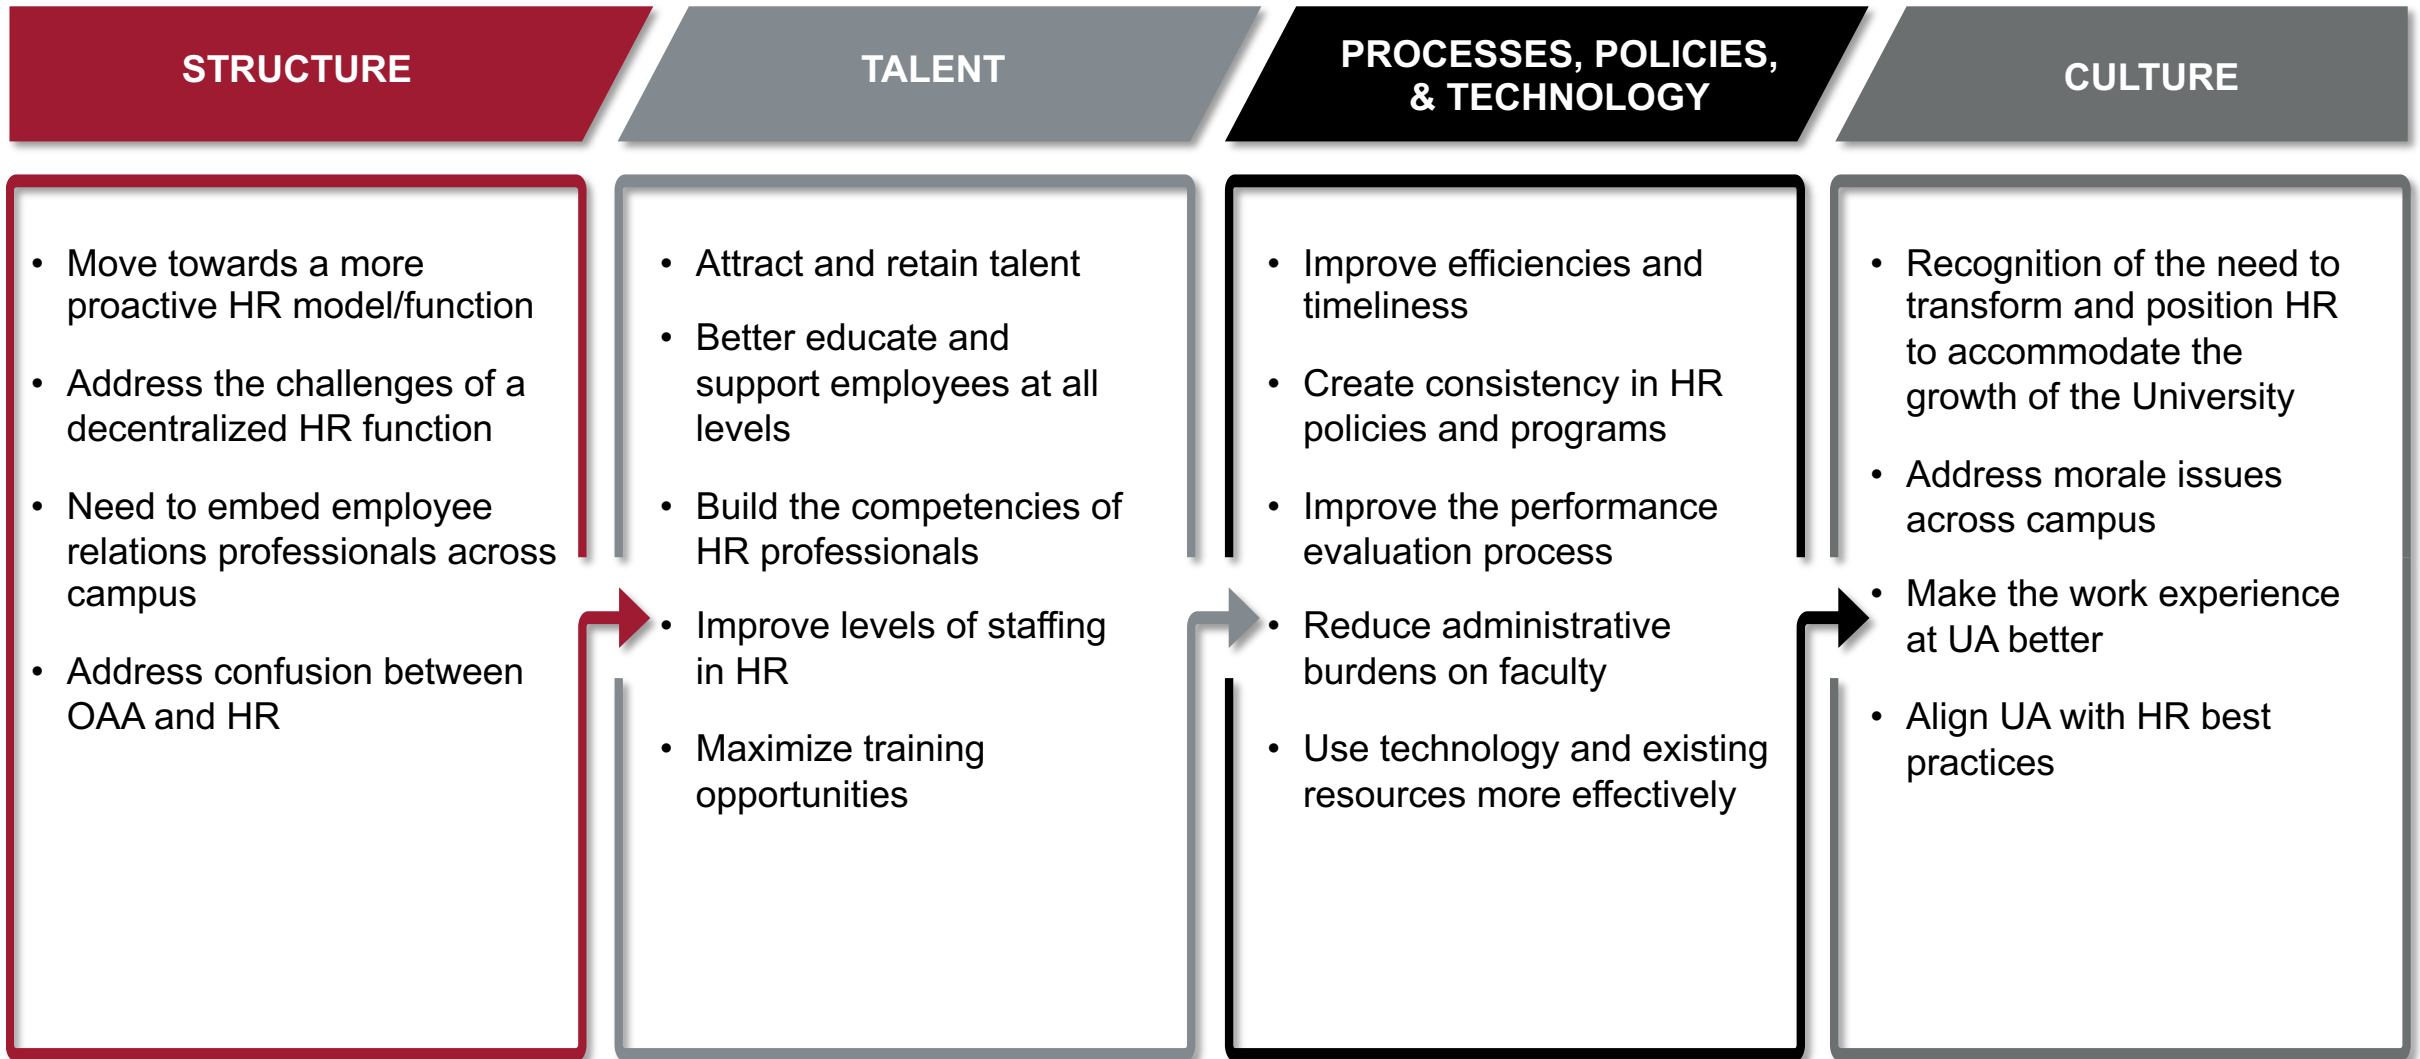 STRUCTURE
TALENT
PROCESSES, POLICIES,
& TECHNOLOGY
CULTURE
• Move towards a more
proactive HR model/function
• Address the challenges of a
decentralized HR function
• Need to embed employee
relations professionals across
campus
• Address confusion between
OAA and HR
• Attract and retain talent
• Better educate and
support employees at all
levels
• Build the competencies of
HR professionals
• Improve levels of staffing
in HR
• Maximize training
opportunities
• Improve efficiencies and
timeliness
• Create consistency in HR
policies and programs
• Improve the performance
evaluation process
• Reduce administrative
burdens on faculty
• Use technology and existing
resources more effectively
• Recognition of the need to
transform and position HR
to accommodate the
growth of the University
• Address morale issues
across campus
• Make the work experience
at UA better
• Align UA with HR best
practices